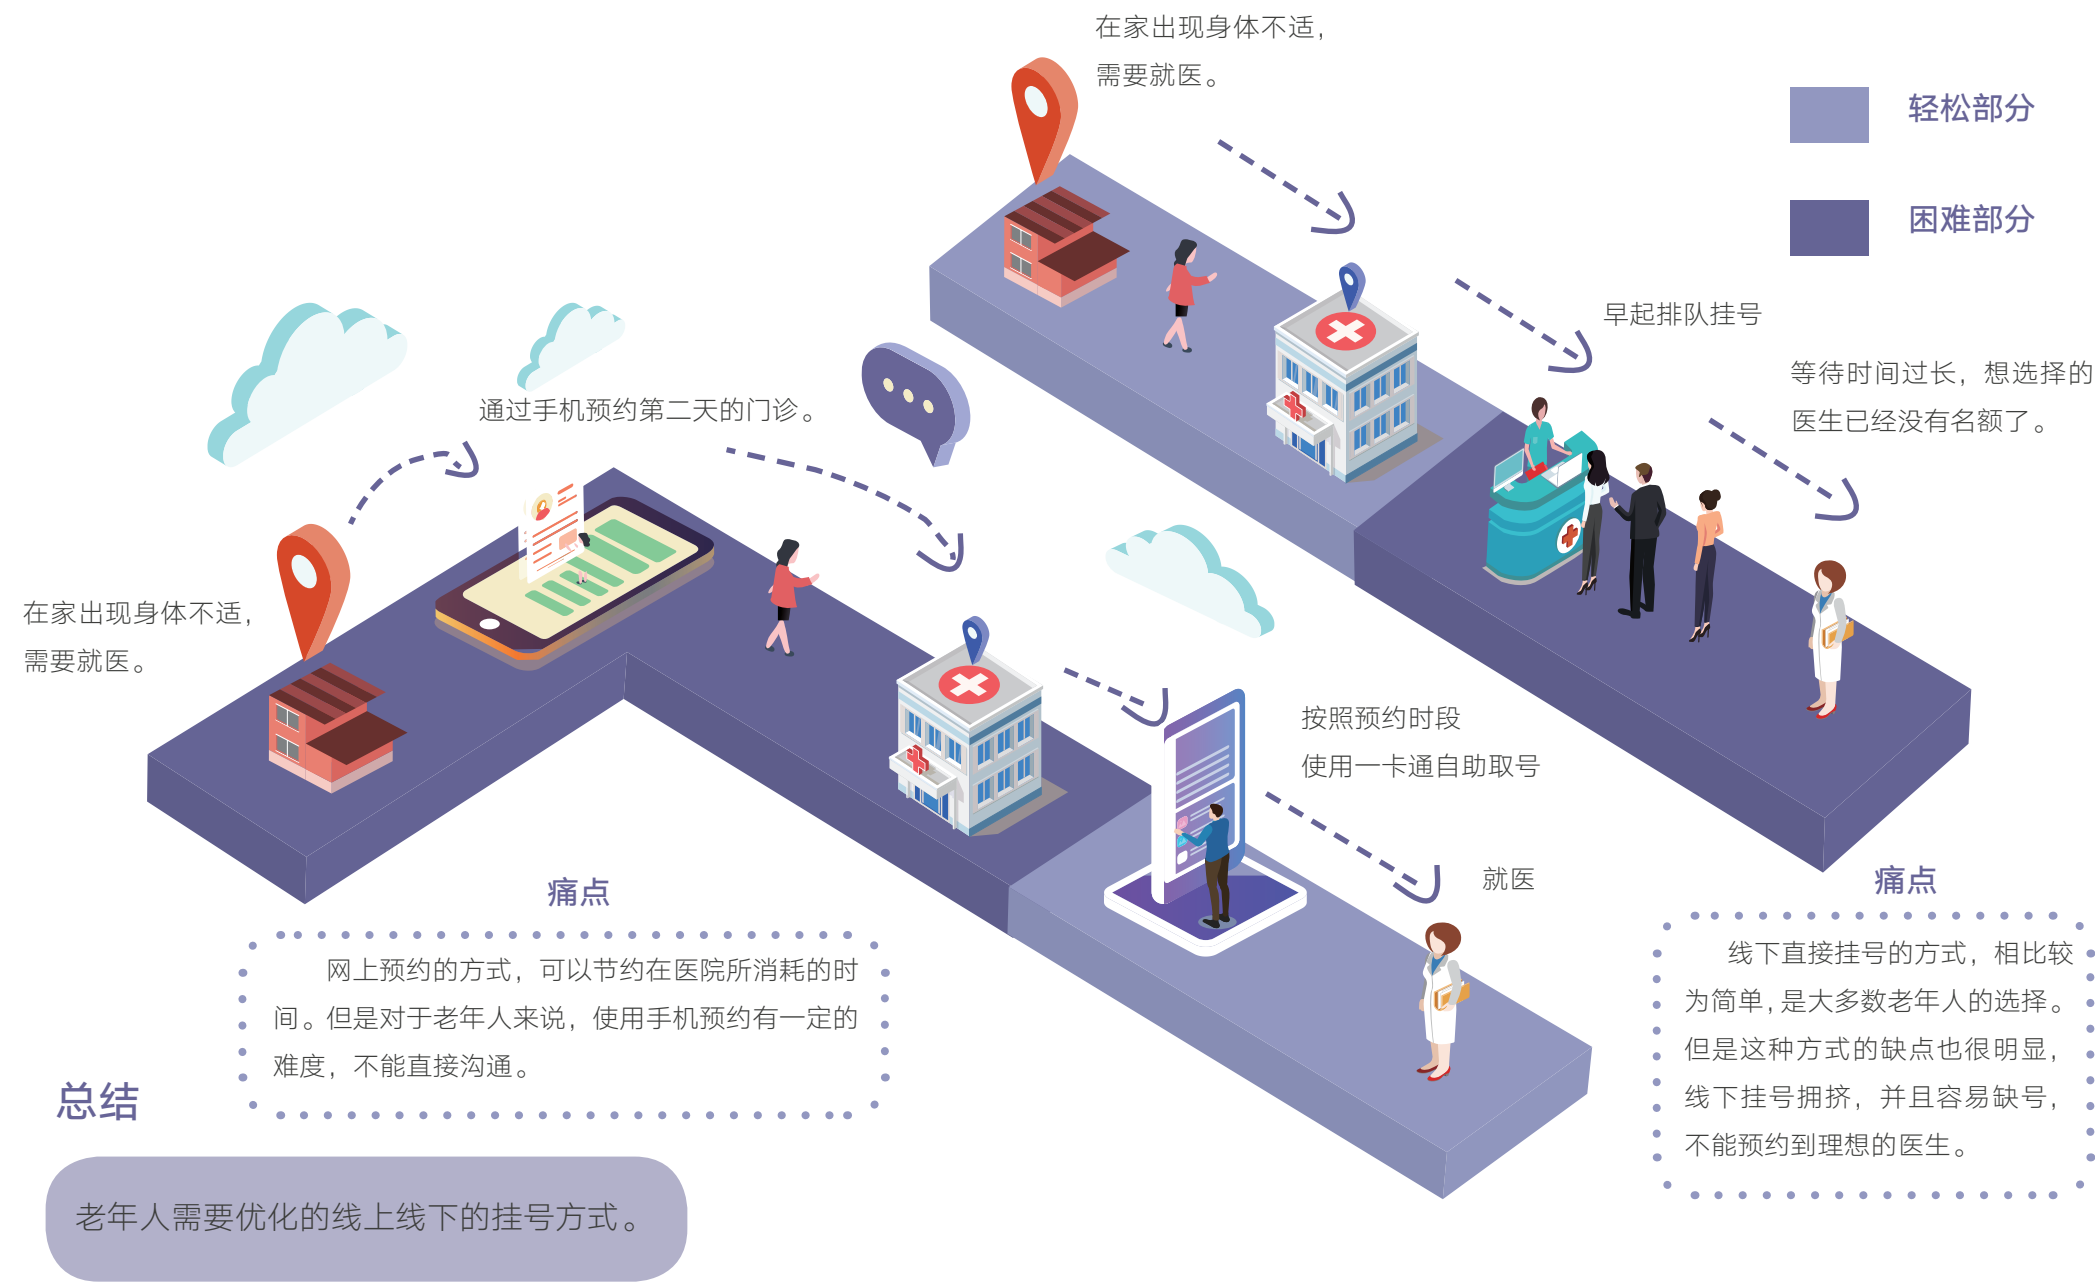 在家出现身体不适，
需要就医。
轻松部分
困难部分
早起排队挂号
等待时间过长，想选择的
医生已经没有名额了。
通过手机预约第二天的门诊。
在家出现身体不适，
需要就医。
按照预约时段
使用一卡通自助取号
就医
痛点
网上预约的方式，可以节约在医院所消耗的时
间。但是对于老年人来说，使用手机预约有一定的
难度，不能直接沟通。
痛点
线下直接挂号的方式，相比较
为简单，是大多数老年人的选择。
但是这种方式的缺点也很明显，
线下挂号拥挤，并且容易缺号，
不能预约到理想的医生。
总结
老年人需要优化的线上线下的挂号方式。